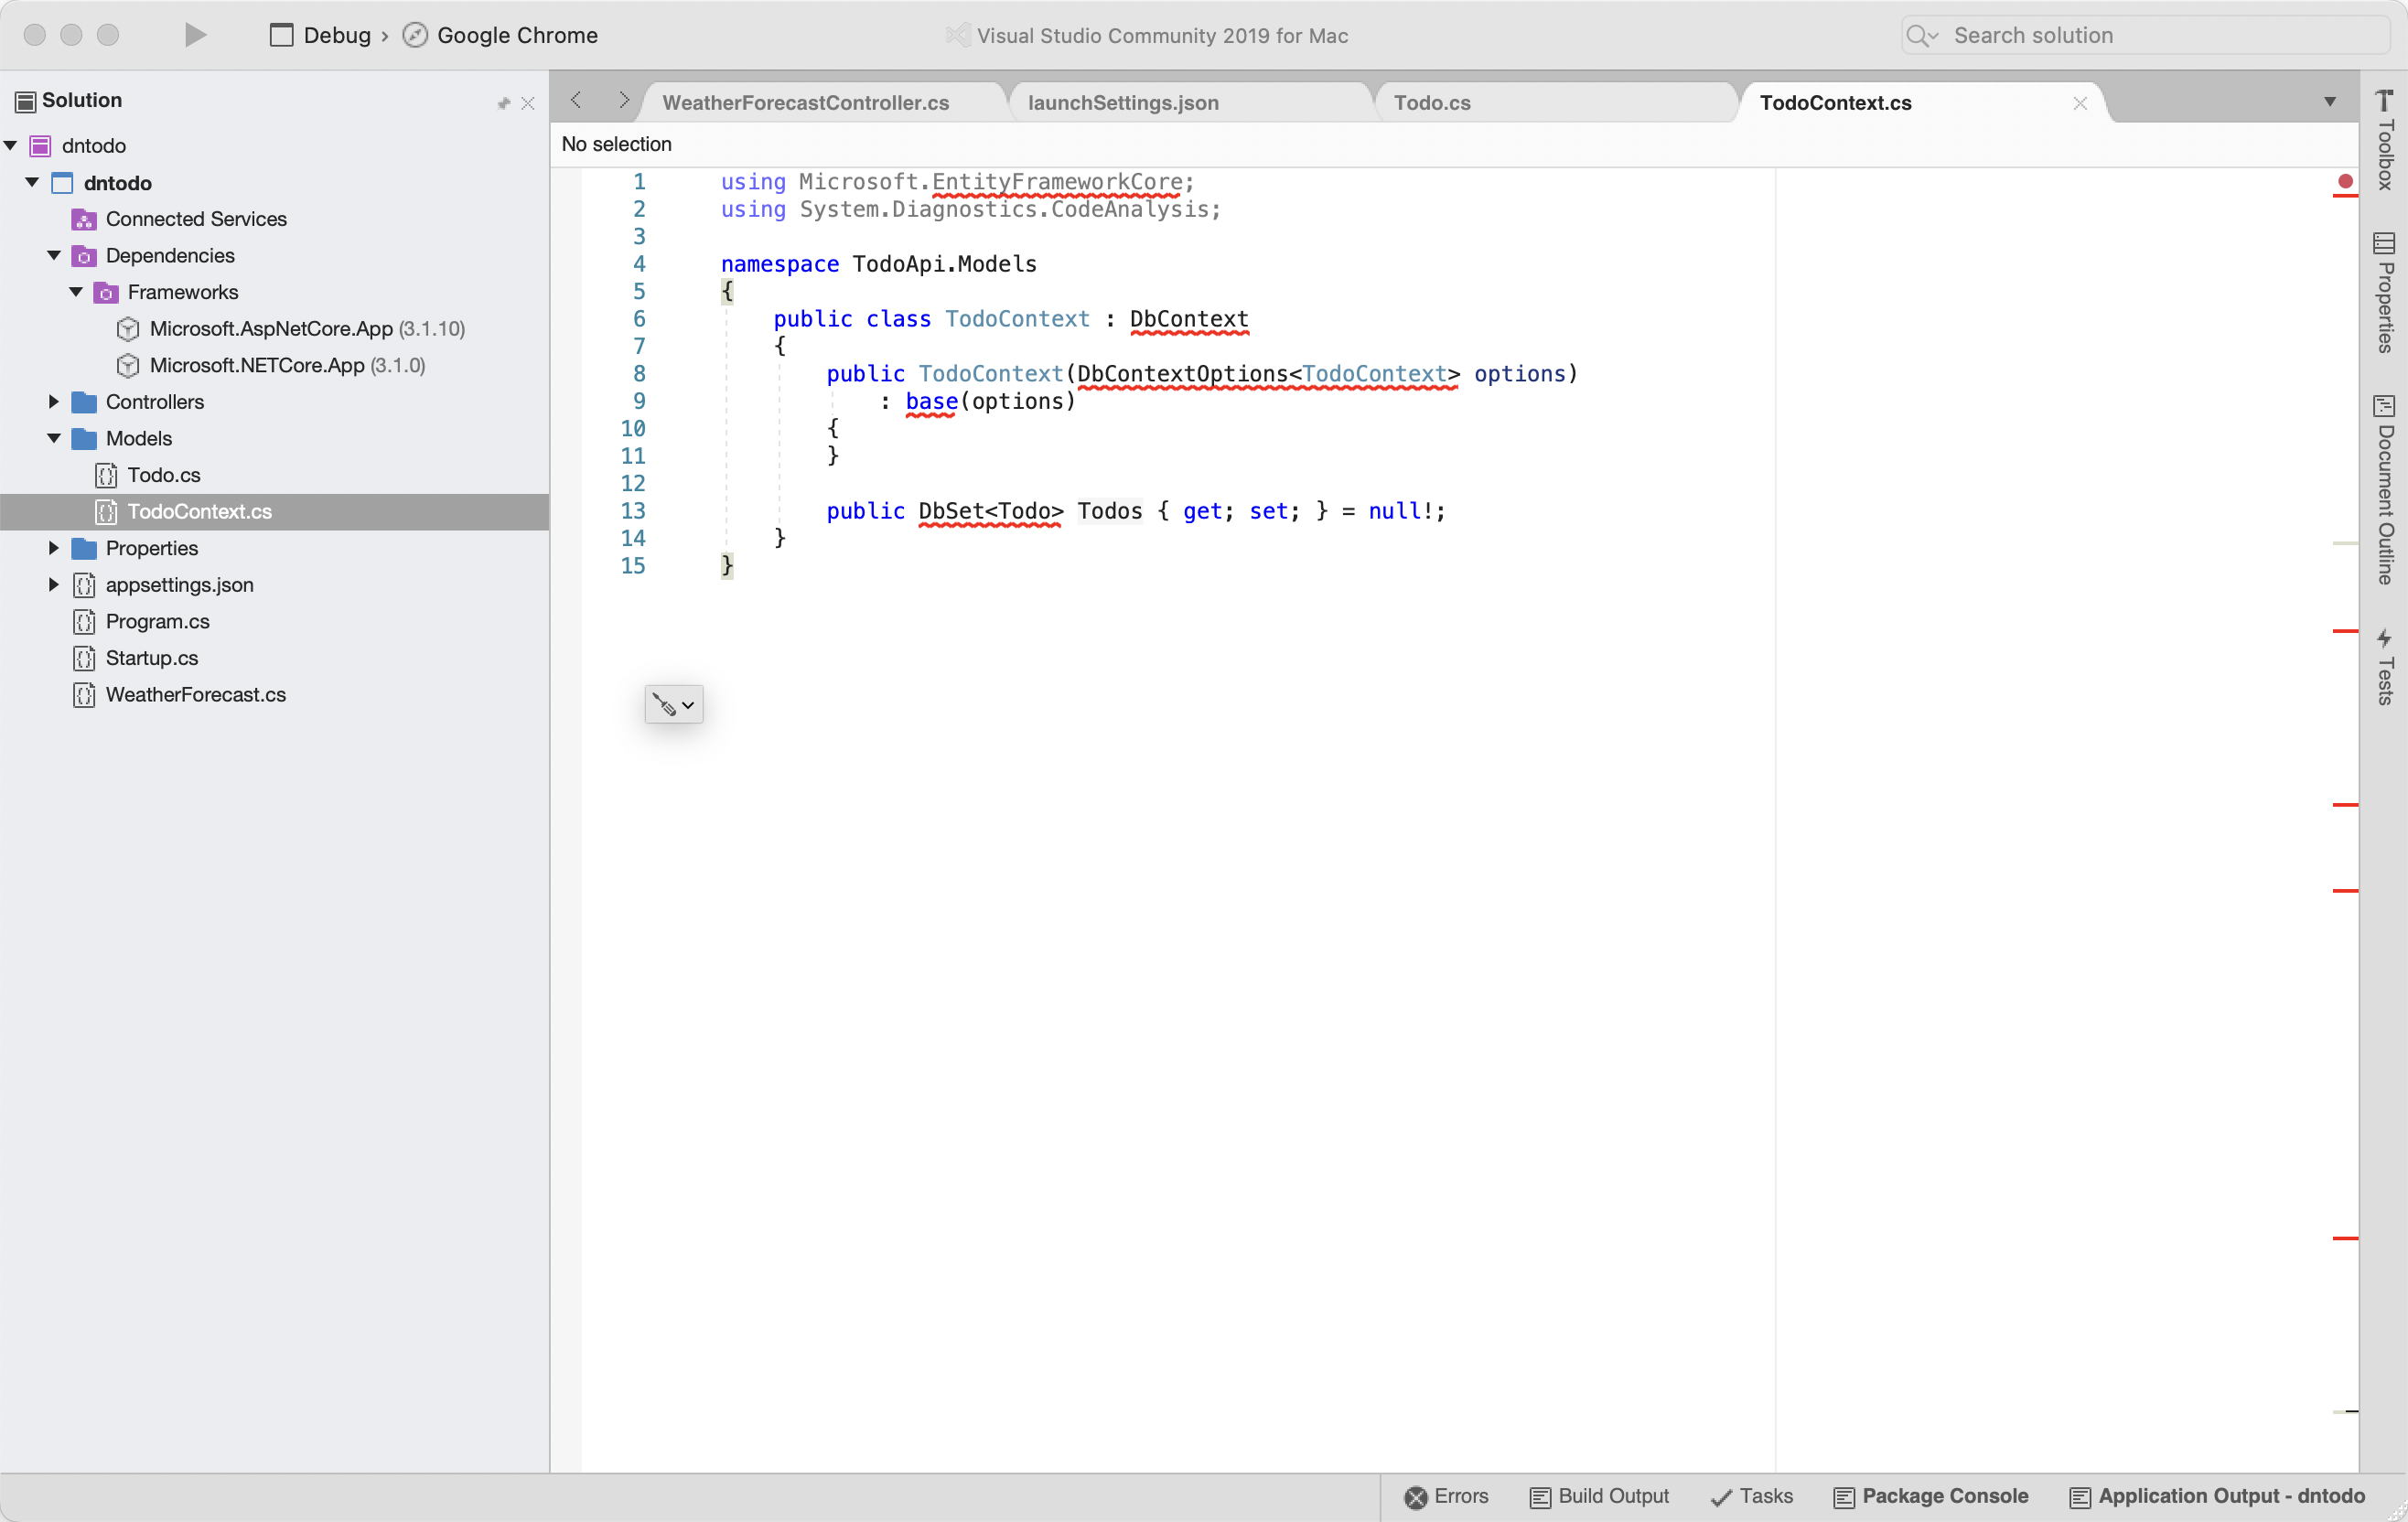 Debug › Google Chrome
Visual Studio Community 2019 for Mac
Search solution
Solution
dntodo
dntodo
Connected Services
Dependencies
Frameworks
Microsoft.AspNetCore.App (3.1.10)
Microsoft.NETCore.App (3.1.0)
Controllers
Models
Todo.cs
TodoContext.cs
Properties
appsettings.json
Program.cs
Startup.cs
WeatherForecast.cs
WeatherForecastController.cs
launchSettings.json
Todo.cs
TodoContext.cs
No selection
1 using Microsoft.EntityFrameworkCore;
2 using System.Diagnostics.CodeAnalysis;
3
4 namespace TodoApi.Models
5 {
6 public class TodoContext : DbContext
7 {
8 public TodoContext(DbContextOptions<TodoContext> options)
9 : base(options)
10 {
11 }
12
13 public DbSet<Todo> Todos { get; set; } = null!;
14 }
15 }
Toolbox
Properties
Document Outline
Tests
Errors
Build Output
Tasks
Package Console
Application Output - dntodo